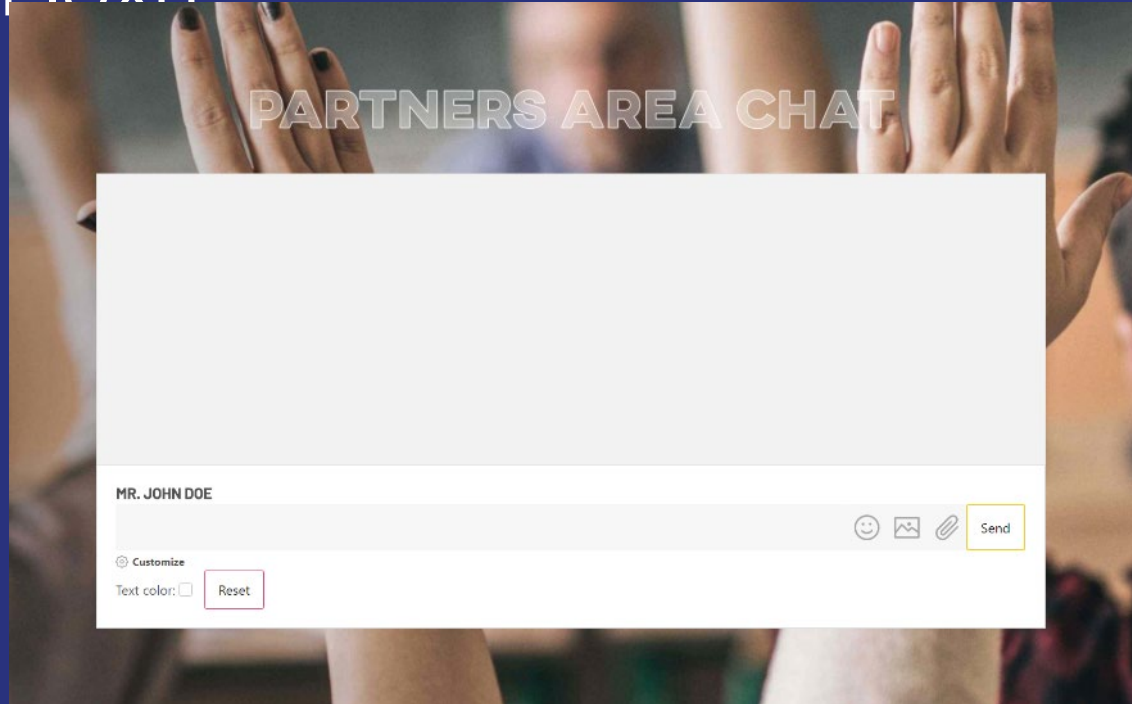 PARTNERS AREA CHAT
MR. JOHN DOE
Send
Customize
Text color:
Reset